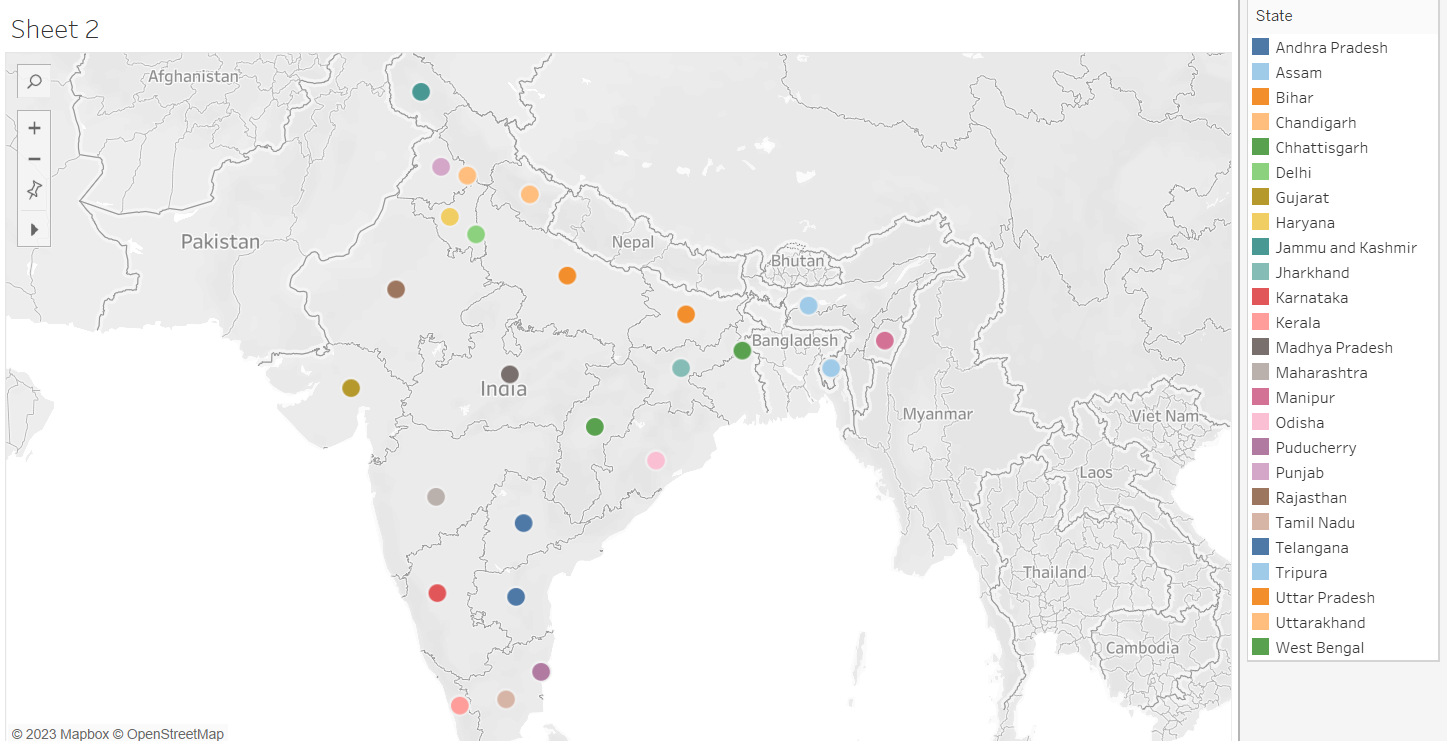 Sheet 2
Afghanistan
Pakistan
Nepal
Bhutan
Bangladesh
India
Myanmar
Viet Nam
Laos
Thailand
Cambodia
© 2023 Mapbox © OpenStreetMap
State
Andhra Pradesh
Assam
Bihar
Chandigarh
Chhattisgarh
Delhi
Gujarat
Haryana
Jammu and Kashmir
Jharkhand
Karnataka
Kerala
Madhya Pradesh
Maharashtra
Manipur
Odisha
Puducherry
Punjab
Rajasthan
Tamil Nadu
Telangana
Tripura
Uttar Pradesh
Uttarakhand
West Bengal